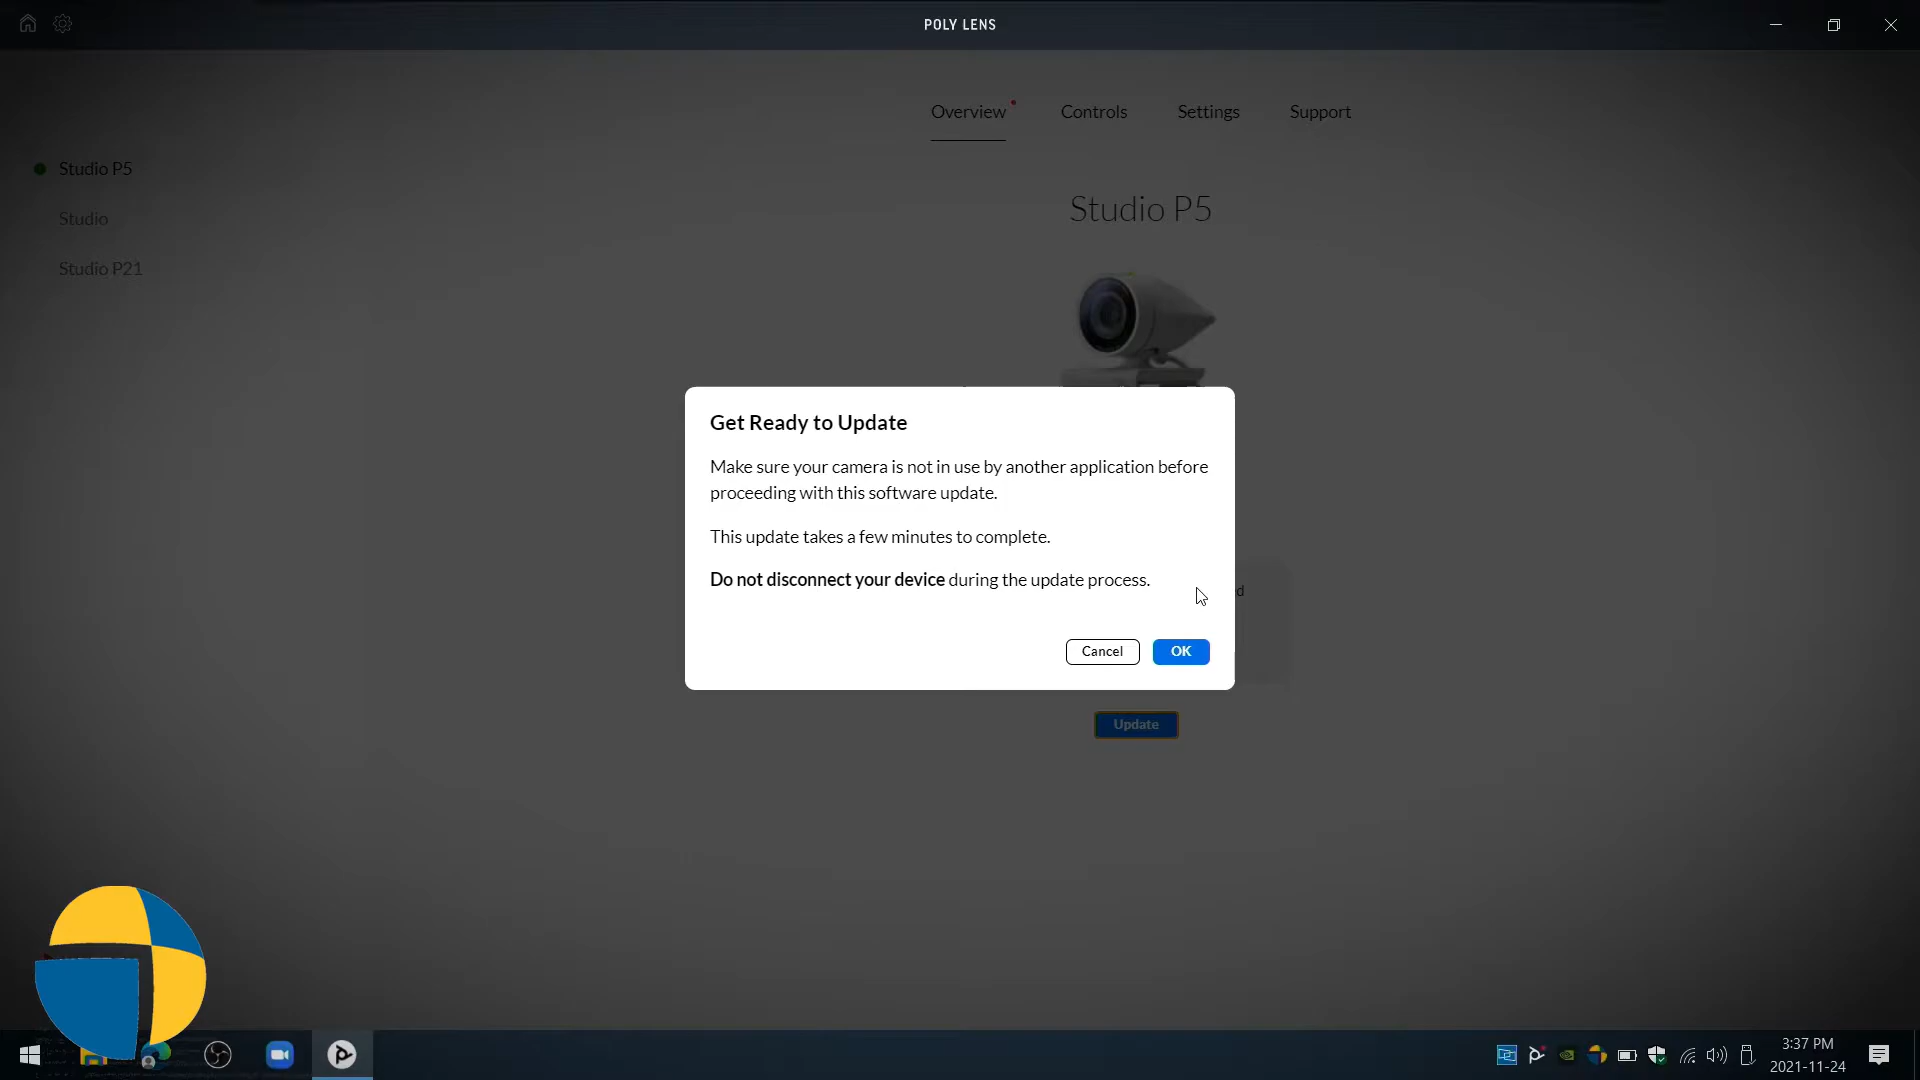 POLY LENS
Overview
Controls
Settings
Support
Studio P5
Studio
Studio P21
Studio P5
Get Ready to Update
Make sure your camera is not in use by another application before
proceeding with this software update.
This update takes a few minutes to complete.
Do not disconnect your device during the update process.
Cancel
OK
Update
3:37 PM
2021-11-24